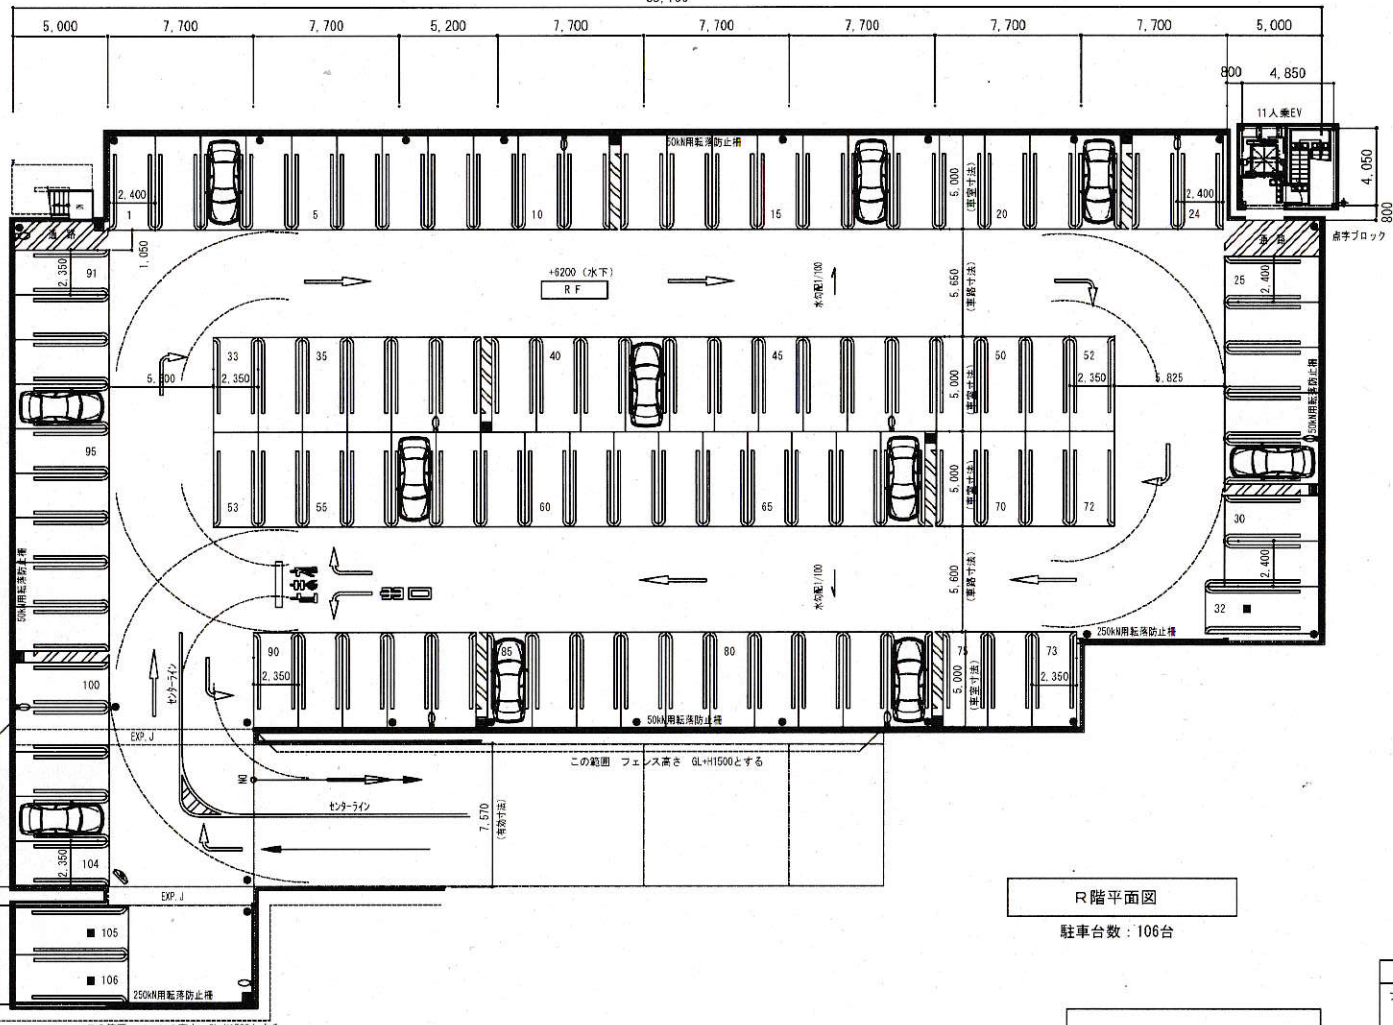 5,000 7,700 7,700 5,200 7,700 7,700 7,700 7,700 7,700 5,000
800 4,850
11人乗EV
4,050
800
点字ブロック
50kN用転落防止柵
2,400
1 5 10 15 20 24
2,400
5,000
(車室寸法)
通路
通路
1,050
2,350
91
25
2,400
+6200 (水下)
RF
水勾配1/100
5,650
(車路寸法)
33 35 40 45 50 52
2,350
2,350
5,825
5,000
(車室寸法)
50kN用転落防止柵
95
53 55 60 65 70 72
5,000
(車室寸法)
30
2,400
32
50kN用転落防止柵
水勾配1/100
5,600
(車路寸法)
250kN用転落防止柵
90 85 80 75 73
2,350
2,350
5,000
(車室寸法)
50kN用転落防止柵
100
センターライン
EXP.J
この範囲 フェンス高さ GL+H1500とする
NO
センターライン
7,570
(有効寸法)
2,350
104
EXP.J
105
106
250kN用転落防止柵
R階平面図
駐車台数：106台